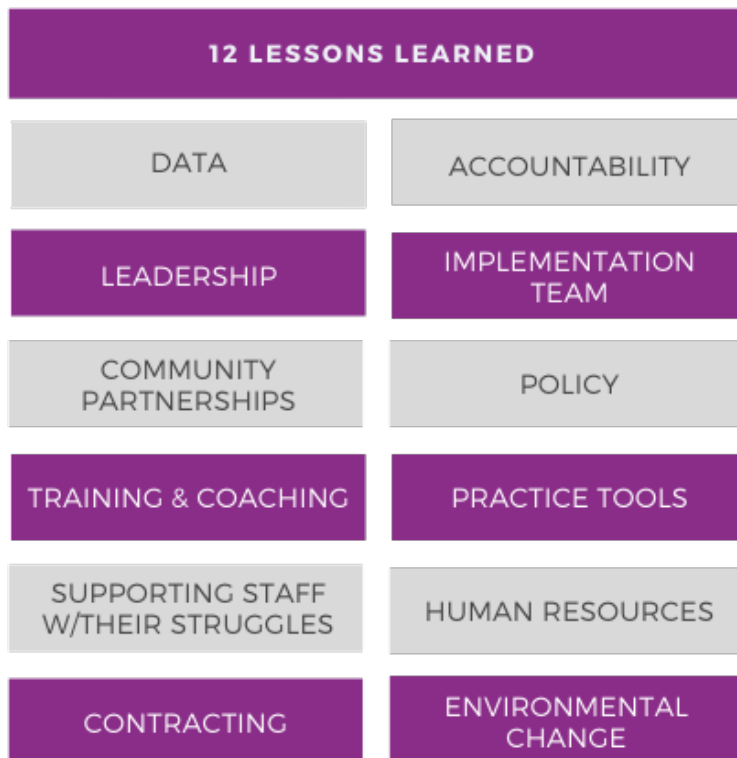 12 LESSONS LEARNED
DATA
ACCOUNTABILITY
LEADERSHIP
IMPLEMENTATION
TEAM
COMMUNITY
PARTNERSHIPS
POLICY
TRAINING & COACHING
PRACTICE TOOLS
SUPPORTING STAFF
W/THEIR STRUGGLES
HUMAN RESOURCES
CONTRACTING
ENVIRONMENTAL
CHANGE